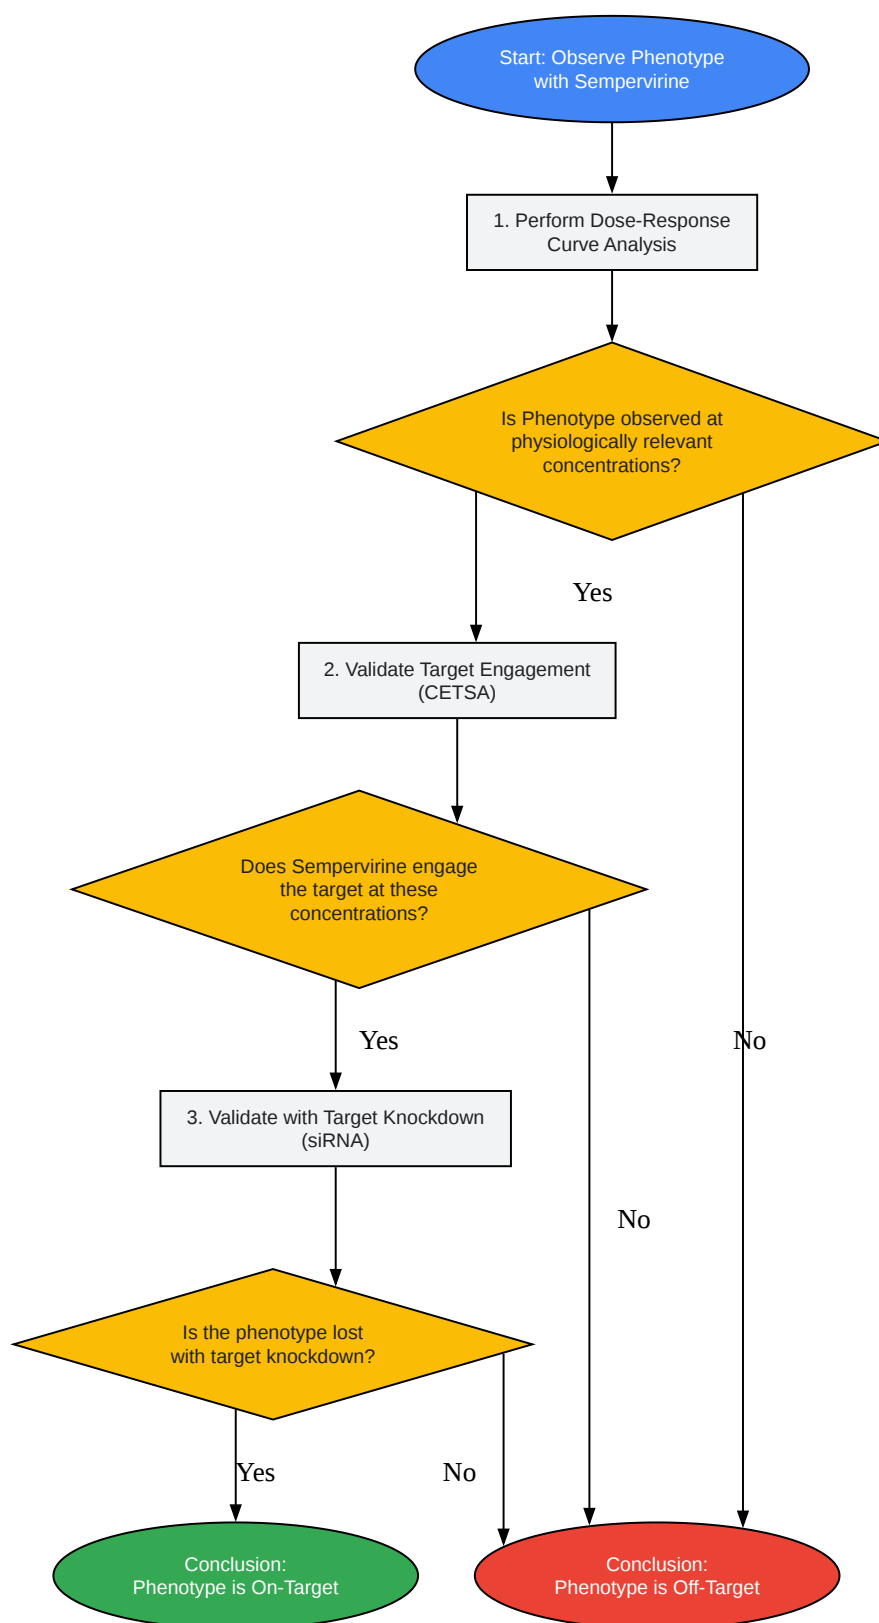 Start: Observe Phenotype
with Sempervirine
1. Perform Dose-Response
Curve Analysis
Is Phenotype observed at
physiologically relevant
concentrations?
Yes
2. Validate Target Engagement
(CETSA)
Does Sempervirine engage
the target at these
concentrations?
Yes
No
3. Validate with Target Knockdown
(siRNA)
No
Is the phenotype lost
with target knockdown?
Yes
No
Conclusion:
Phenotype is On-Target
Conclusion:
Phenotype is Off-Target